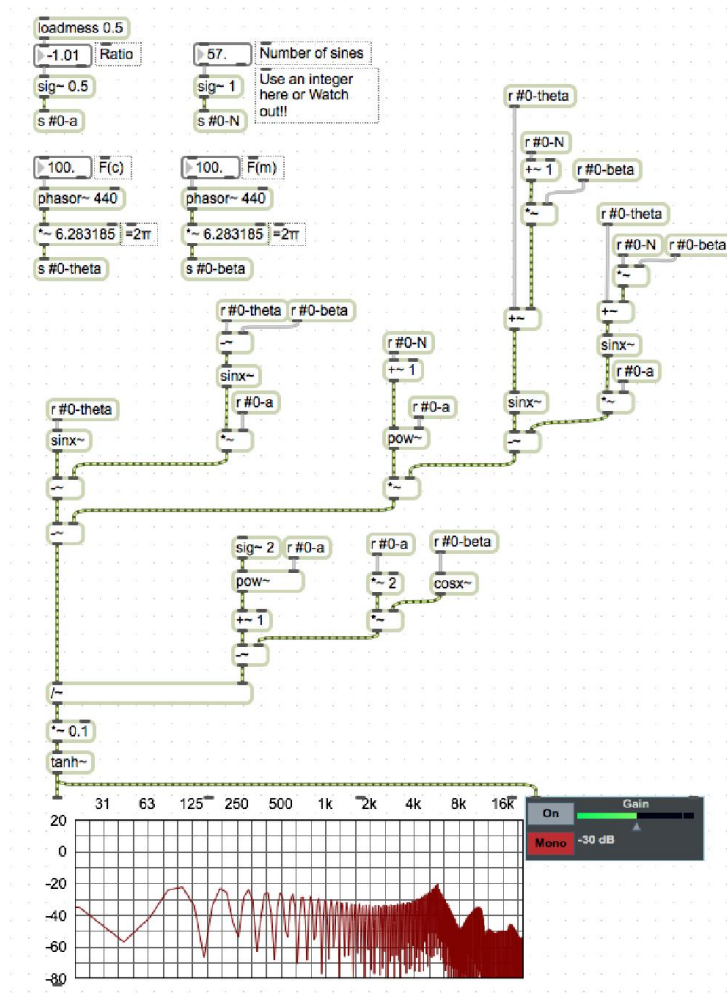 loadmess 0.5
-1.01 Ratio
sig~ 0.5
s #0-a
57. Number of sines
sig~ 1
Use an integer
here or Watch
out!!
s #0-N
100. F(c)
phasor~ 440
*~ 6.283185 =2π
s #0-theta
100. F(m)
phasor~ 440
*~ 6.283185 =2π
s #0-beta
r #0-theta
r #0-N
+~ 1
r #0-beta
*~
r #0-theta
r #0-N
r #0-beta
*~
+~
+~
sinx~
r #0-a
sinx~
*~
-~
r #0-theta
r #0-beta
-~
sinx~
r #0-a
*~
r #0-N
+~ 1
r #0-a
pow~
*~
r #0-theta
sinx~
-~
-~
sig~ 2
r #0-a
pow~
+~ 1
-~
r #0-a
*~ 2
r #0-beta
cosx~
*~
/~
*~ 0.1
tanh~
31 63 125 250 500 1k 2k 4k 8k 16k
20
0
-20
-40
-60
-80
On
Gain
Mono
-30 dB